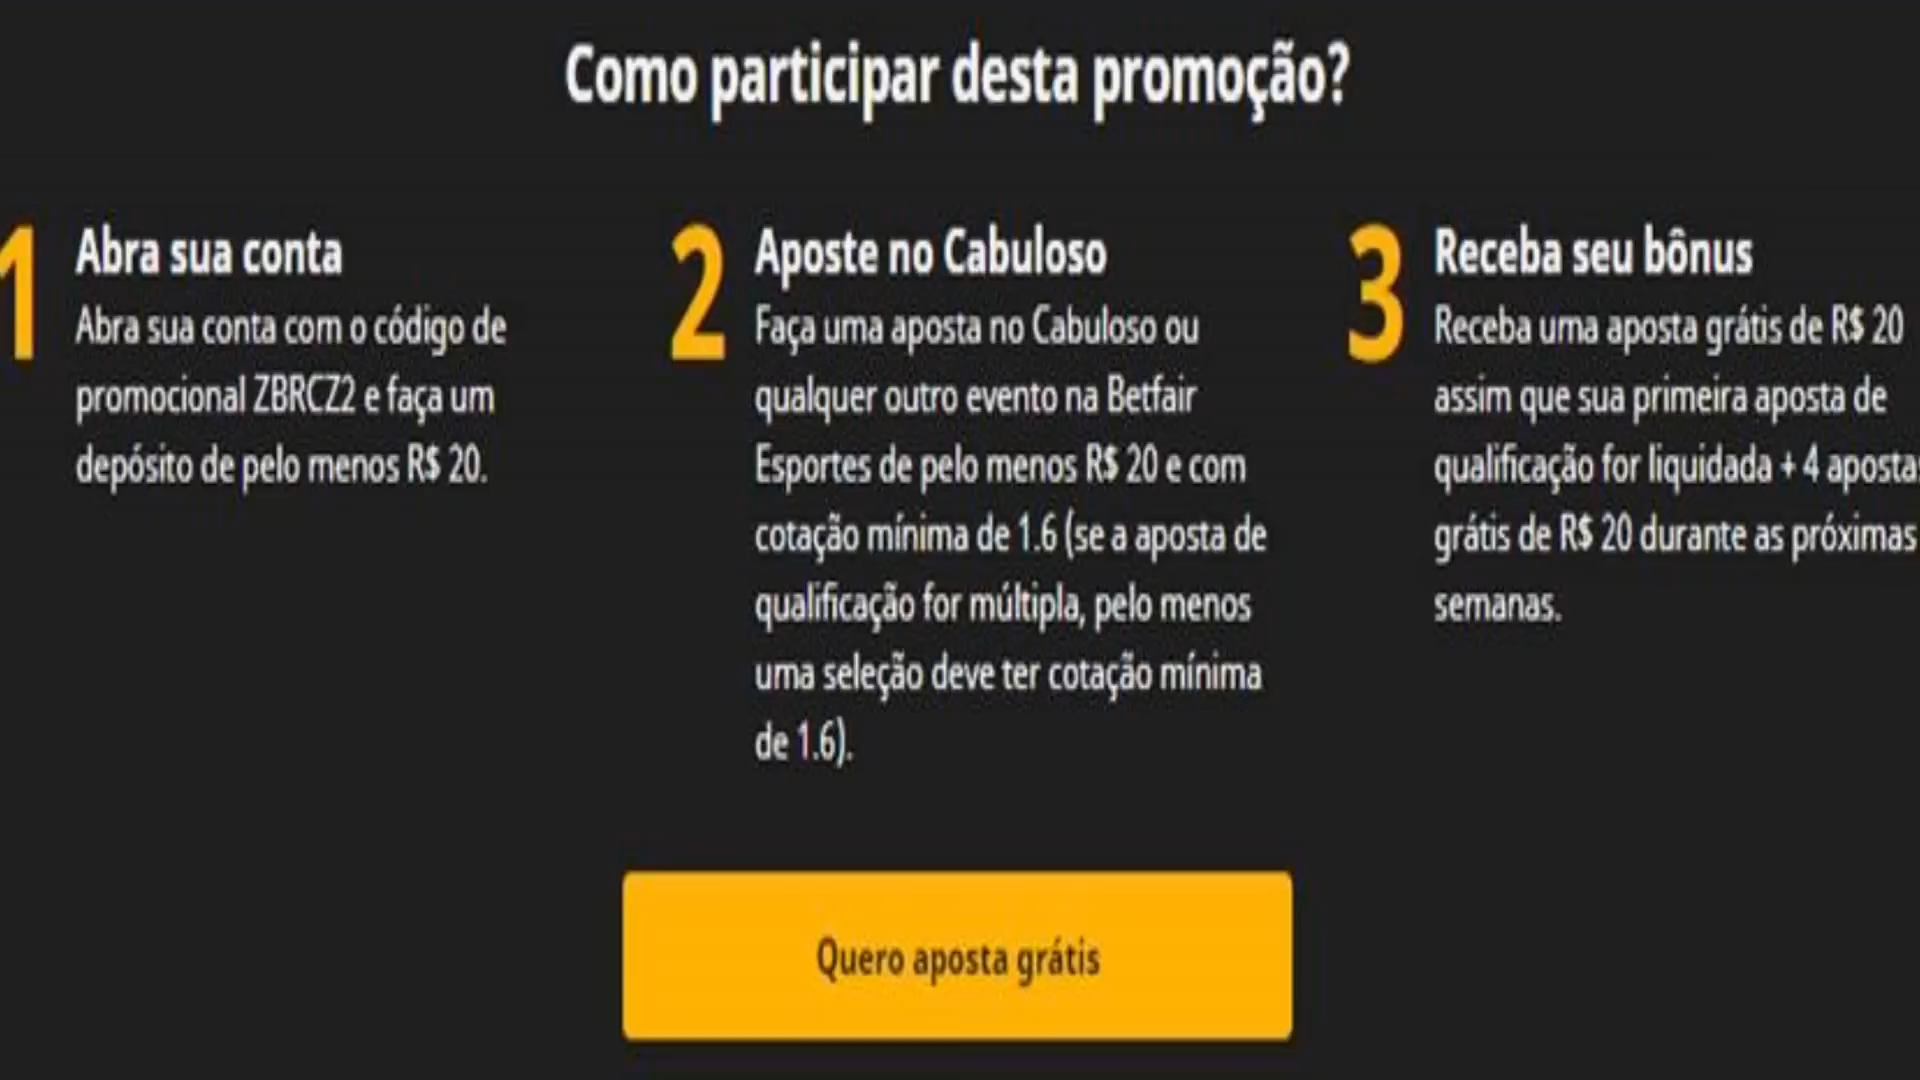 Como participar desta promoção?
1
Abra sua conta
Abra sua conta com o código de
promocional ZBRCZ2 e faça um
depósito de pelo menos R$ 20.
2
Aposte no Cabuloso
Faça uma aposta no Cabuloso ou
qualquer outro evento na Betfair
Esportes de pelo menos R$ 20 e com
cotação mínima de 1.6 (se a aposta de
qualificação for múltipla, pelo menos
uma seleção deve ter cotação mínima
de 1.6).
3
Receba seu bônus
Receba uma aposta grátis de R$ 20
assim que sua primeira aposta de
qualificação for liquidada + 4 apostas
grátis de R$ 20 durante as próximas
semanas.
Quero aposta grátis